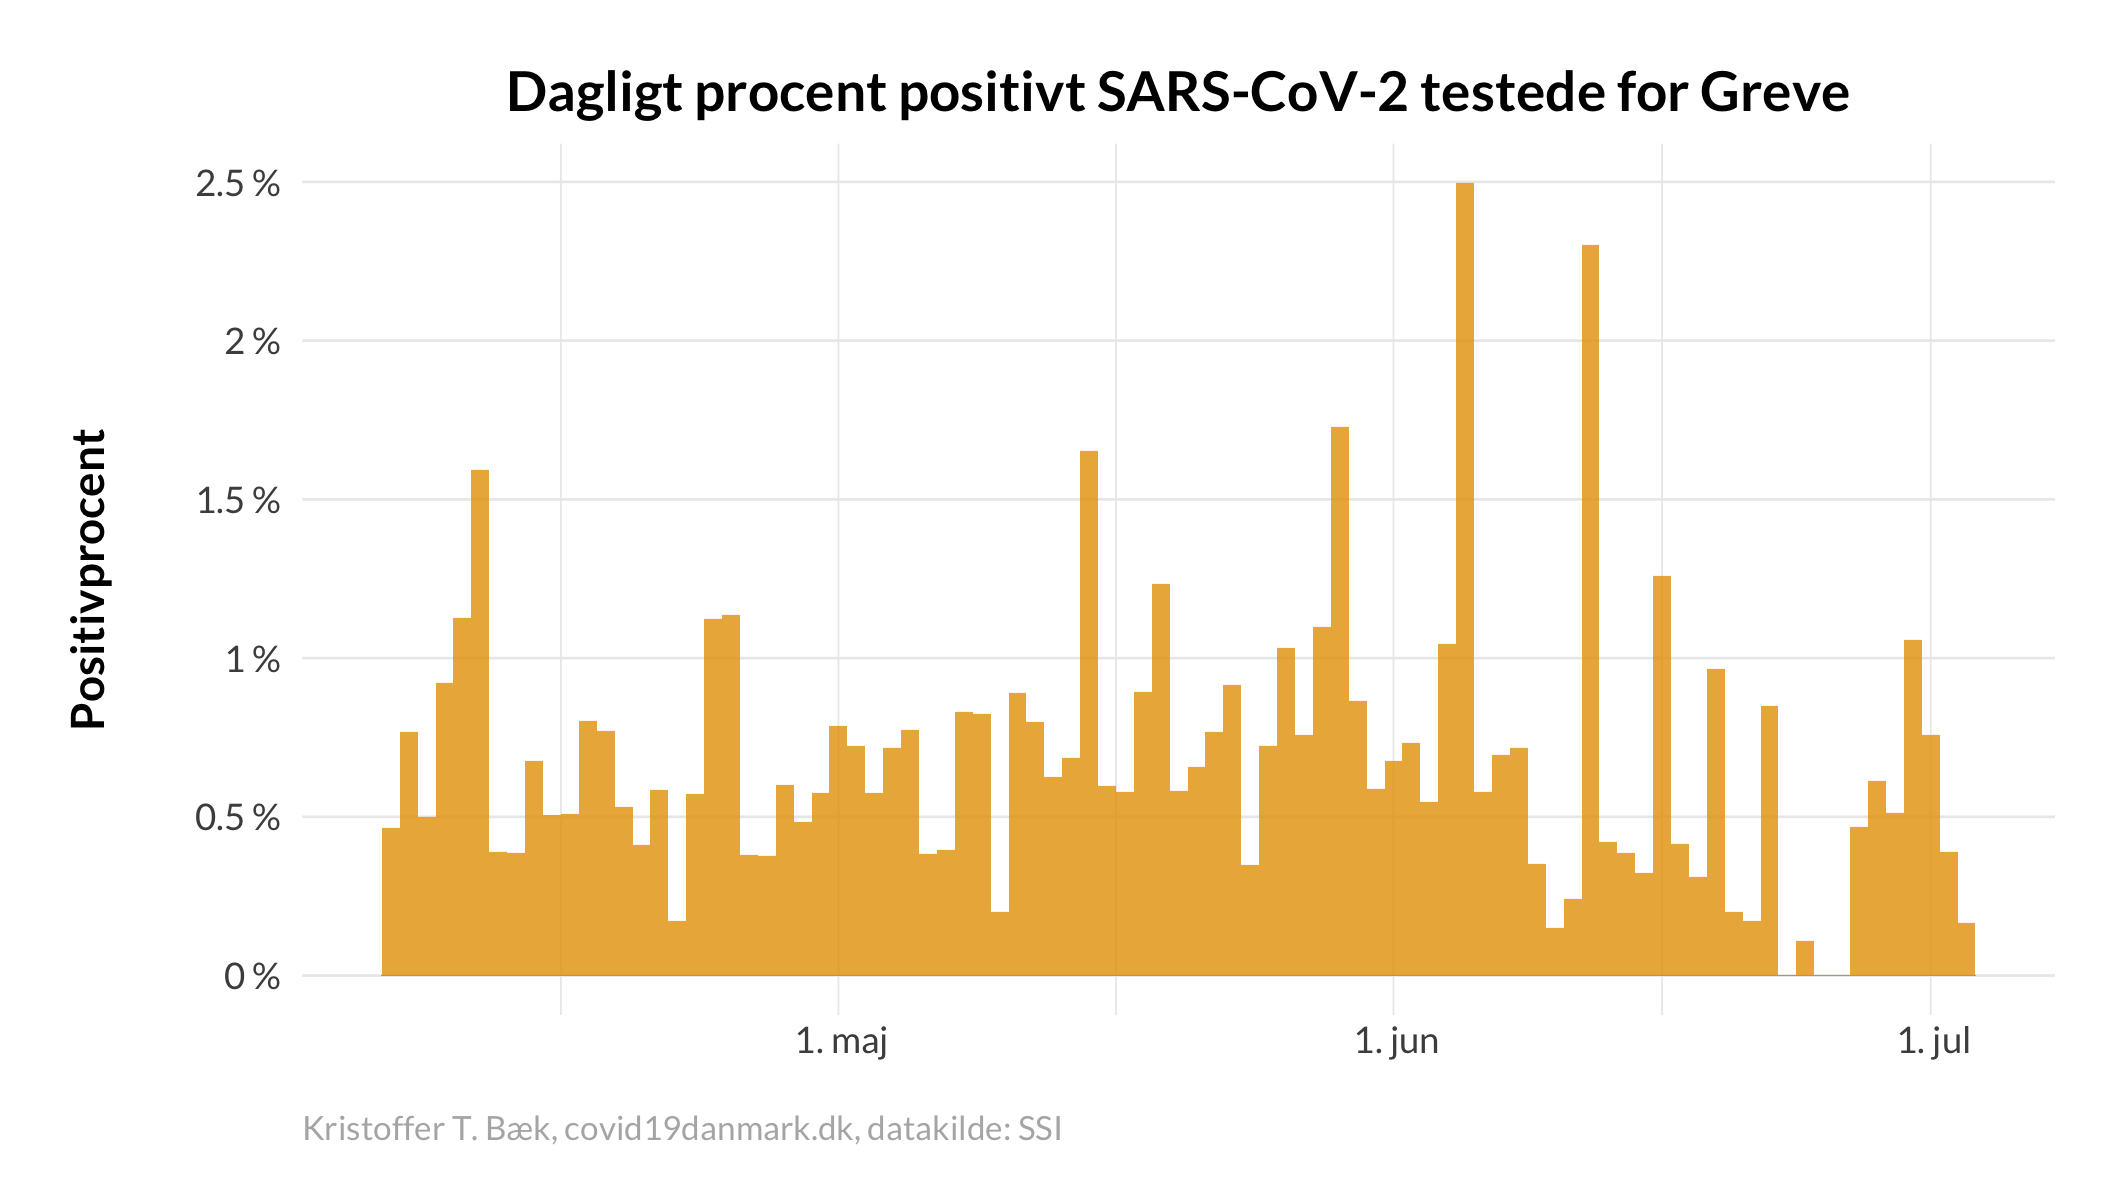 Dagligt procent positivt SARS-CoV-2 testede for Greve
Positivprocent
2.5 %
2 %
1.5 %
1 %
0.5 %
0 %
1. maj
1. jun
1. jul
Kristoffer T. Bæk, covid19danmark.dk, datakilde: SSI